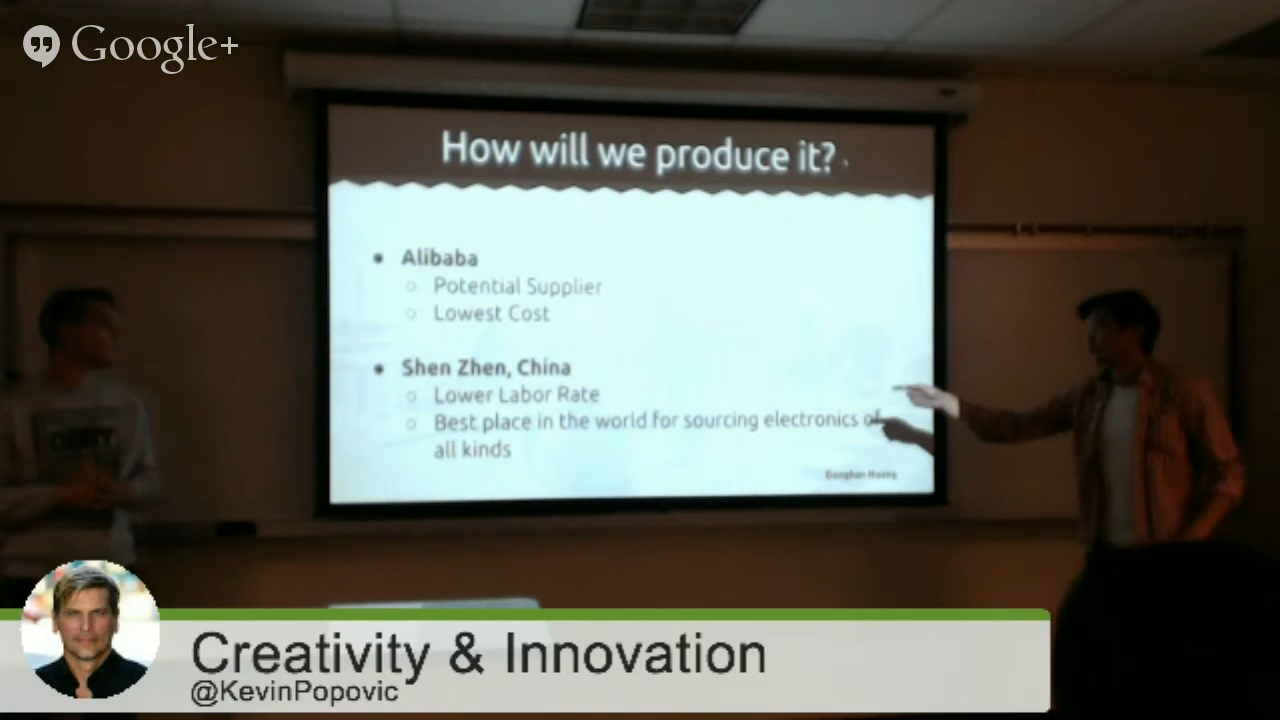 Google+
How will we produce it?
Alibaba
Potential Supplier
Lowest Cost
Shen Zhen, China
Lower Labor Rate
Best place in the world for sourcing electronics of
all kinds
Creativity & Innovation
@KevinPopovic